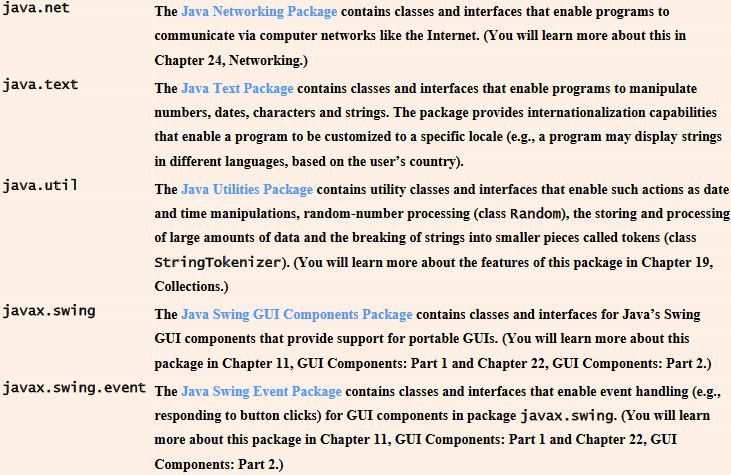 java.net The Java Networking Package contains classes and interfaces that enable programs to
communicate via computer networks like the Internet. (You will learn more about this in
Chapter 24, Networking.)
java.text The Java Text Package contains classes and interfaces that enable programs to manipulate
numbers, dates, characters and strings. The package provides internationalization capabilities
that enable a program to be customized to a specific locale (e.g., a program may display strings
in different languages, based on the user’s country).
java.util The Java Utilities Package contains utility classes and interfaces that enable such actions as date
and time manipulations, random-number processing (class Random), the storing and processing
of large amounts of data and the breaking of strings into smaller pieces called tokens (class
StringTokenizer). (You will learn more about the features of this package in Chapter 19,
Collections.)
javax.swing The Java Swing GUI Components Package contains classes and interfaces for Java’s Swing
GUI components that provide support for portable GUIs. (You will learn more about this
package in Chapter 11, GUI Components: Part 1 and Chapter 22, GUI Components: Part 2.)
javax.swing.event The Java Swing Event Package contains classes and interfaces that enable event handling (e.g.,
responding to button clicks) for GUI components in package javax.swing. (You will learn
more about this package in Chapter 11, GUI Components: Part 1 and Chapter 22, GUI
Components: Part 2.)